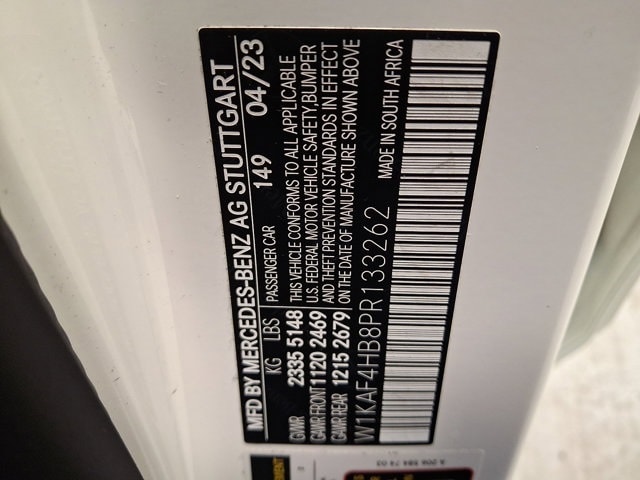 MFD BY MERCEDES-BENZ AG STUTTGART
KG LBS PASSENGER CAR 149 04/23
GVWR 2335 5148 THIS VEHICLE CONFORMS TO ALL APPLICABLE
GAWR FRONT 1120 2469 U.S. FEDERAL MOTOR VEHICLE SAFETY, BUMPER
AND THEFT PREVENTION STANDARDS IN EFFECT
GAWR REAR 1215 2679 ON THE DATE OF MANUFACTURE SHOWN ABOVE
W1KAF4HB8PR133262
MADE IN SOUTH AFRICA